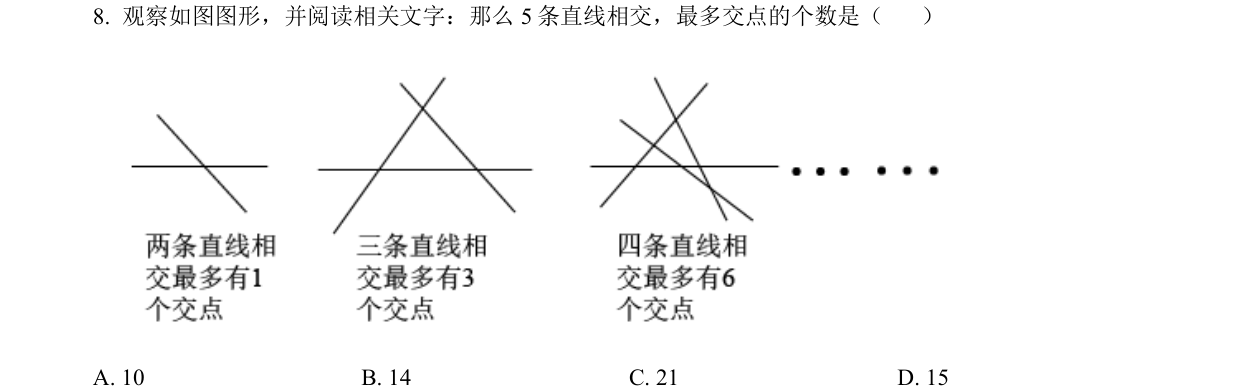 8. 观察如图图形，并阅读相关文字：那么 5 条直线相交，最多交点的个数是（　　）
两条直线相
交最多有1
个交点
三条直线相
交最多有3
个交点
四条直线相
交最多有6
个交点
A. 10 B. 14 C. 21 D. 15